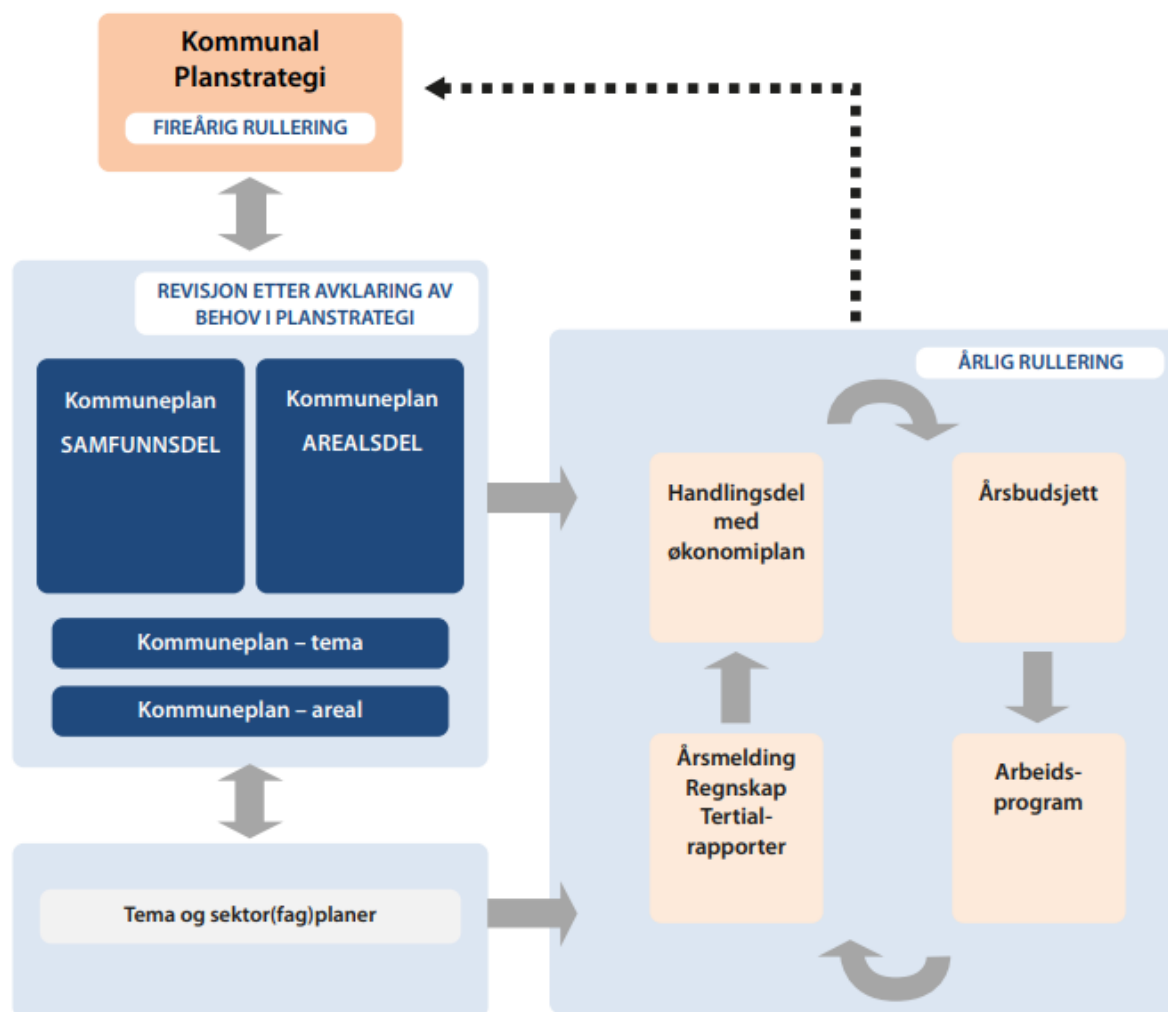 Kommunal
Planstrategi
FIREÅRIG RULLERING
REVISJON ETTER AVKLARING AV
BEHOV I PLANSTRATEGI
Kommuneplan
SAMFUNNSDEL
Kommuneplan
AREALSDEL
Kommuneplan – tema
Kommuneplan – areal
Tema og sektor(fag)planer
ÅRLIG RULLERING
Handlingsdel
med
økonomiplan
Årsbudsjett
Årsmelding
Regnskap
Tertial-
rapporter
Arbeids-
program